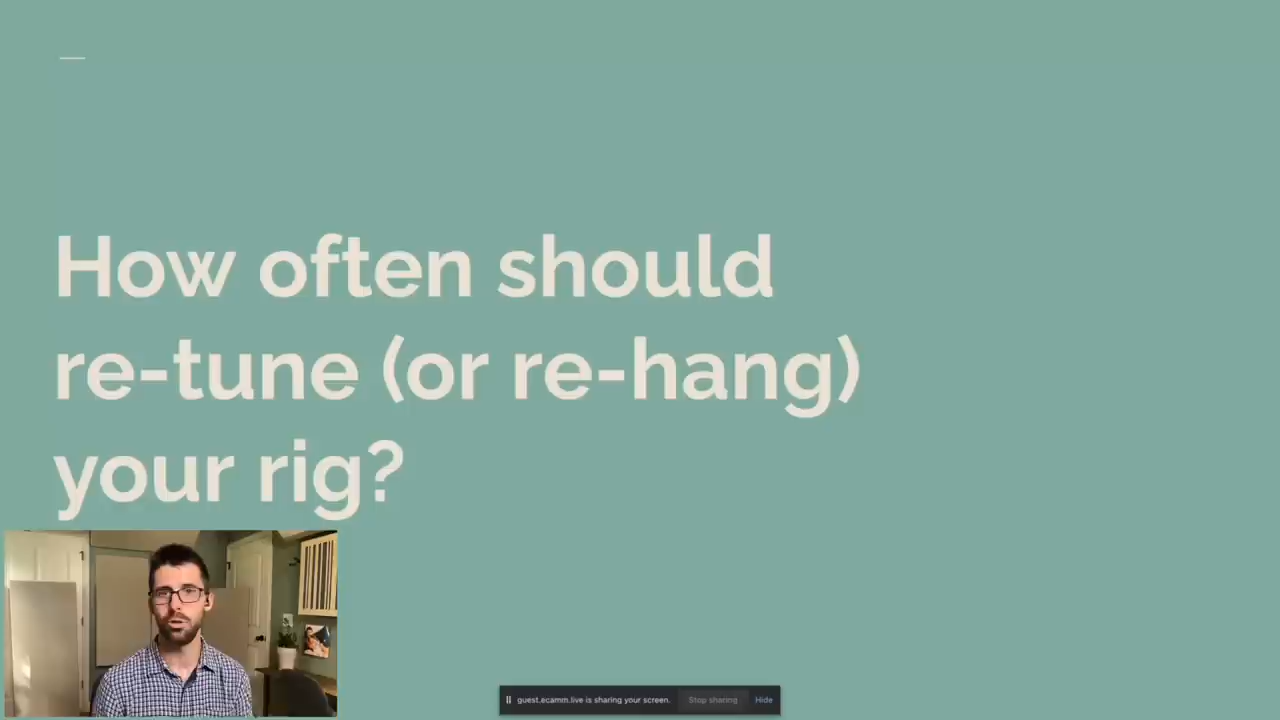 How often should
re-tune (or re-hang)
your rig?
guest.ecamm.live is sharing your screen. Stop sharing Hide